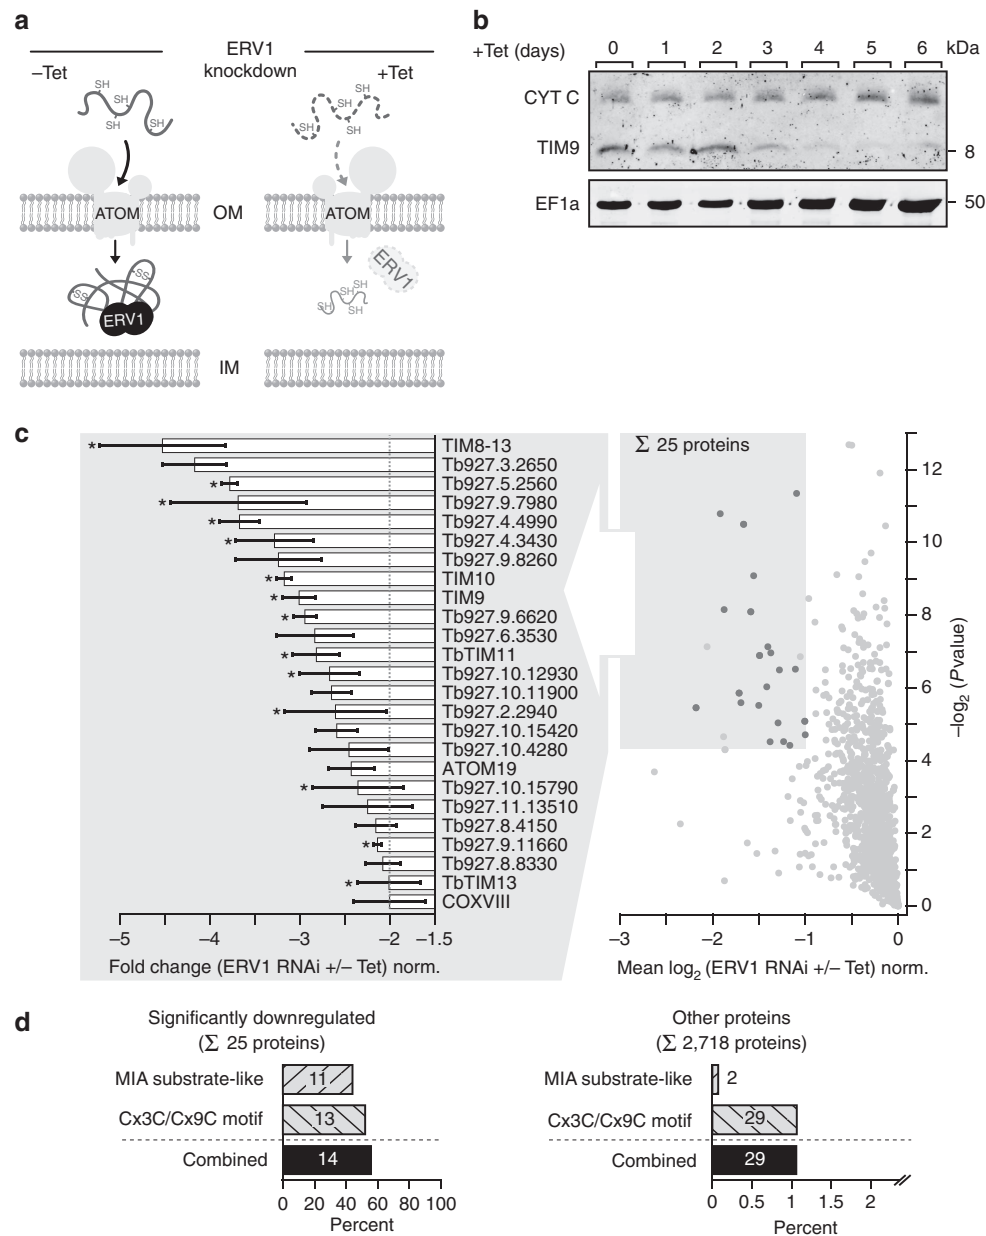 a
ERV1
knockdown
–Tet
+Tet
SH
SH
SH
SH
SH
SH
SH
ATOM
OM
ATOM
SS
SS
ERV1
ERV1
SH
SH
SH
SH
IM
b
+Tet (days) 0 1 2 3 4 5 6 kDa
CYT C
TIM9
8
EF1a
50
c
* TIM8-13
Tb927.3.2650
* Tb927.5.2560
* Tb927.9.7980
* Tb927.4.4990
* Tb927.4.3430
Tb927.9.8260
* TIM10
* TIM9
* Tb927.9.6620
Tb927.6.3530
* TbTIM11
* Tb927.10.12930
Tb927.10.11900
* Tb927.2.2940
Tb927.10.15420
Tb927.10.4280
ATOM19
* Tb927.10.15790
Tb927.11.13510
Tb927.8.4150
* Tb927.9.11660
Tb927.8.8330
* TbTIM13
COXVIII
–5 –4 –3 –2 –1.5
Fold change (ERV1 RNAi +/– Tet) norm.
Σ 25 proteins
12
10
8
6
4
2
0
–log2 (Pvalue)
–3 –2 –1 0
Mean log2 (ERV1 RNAi +/– Tet) norm.
d
Significantly downregulated
(Σ 25 proteins)
MIA substrate-like 11
Cx3C/Cx9C motif 13
Combined 14
0 20 40 60 80 100
Percent
Other proteins
(Σ 2,718 proteins)
MIA substrate-like 2
Cx3C/Cx9C motif 29
Combined 29
0 0.5 1 1.5 2
Percent